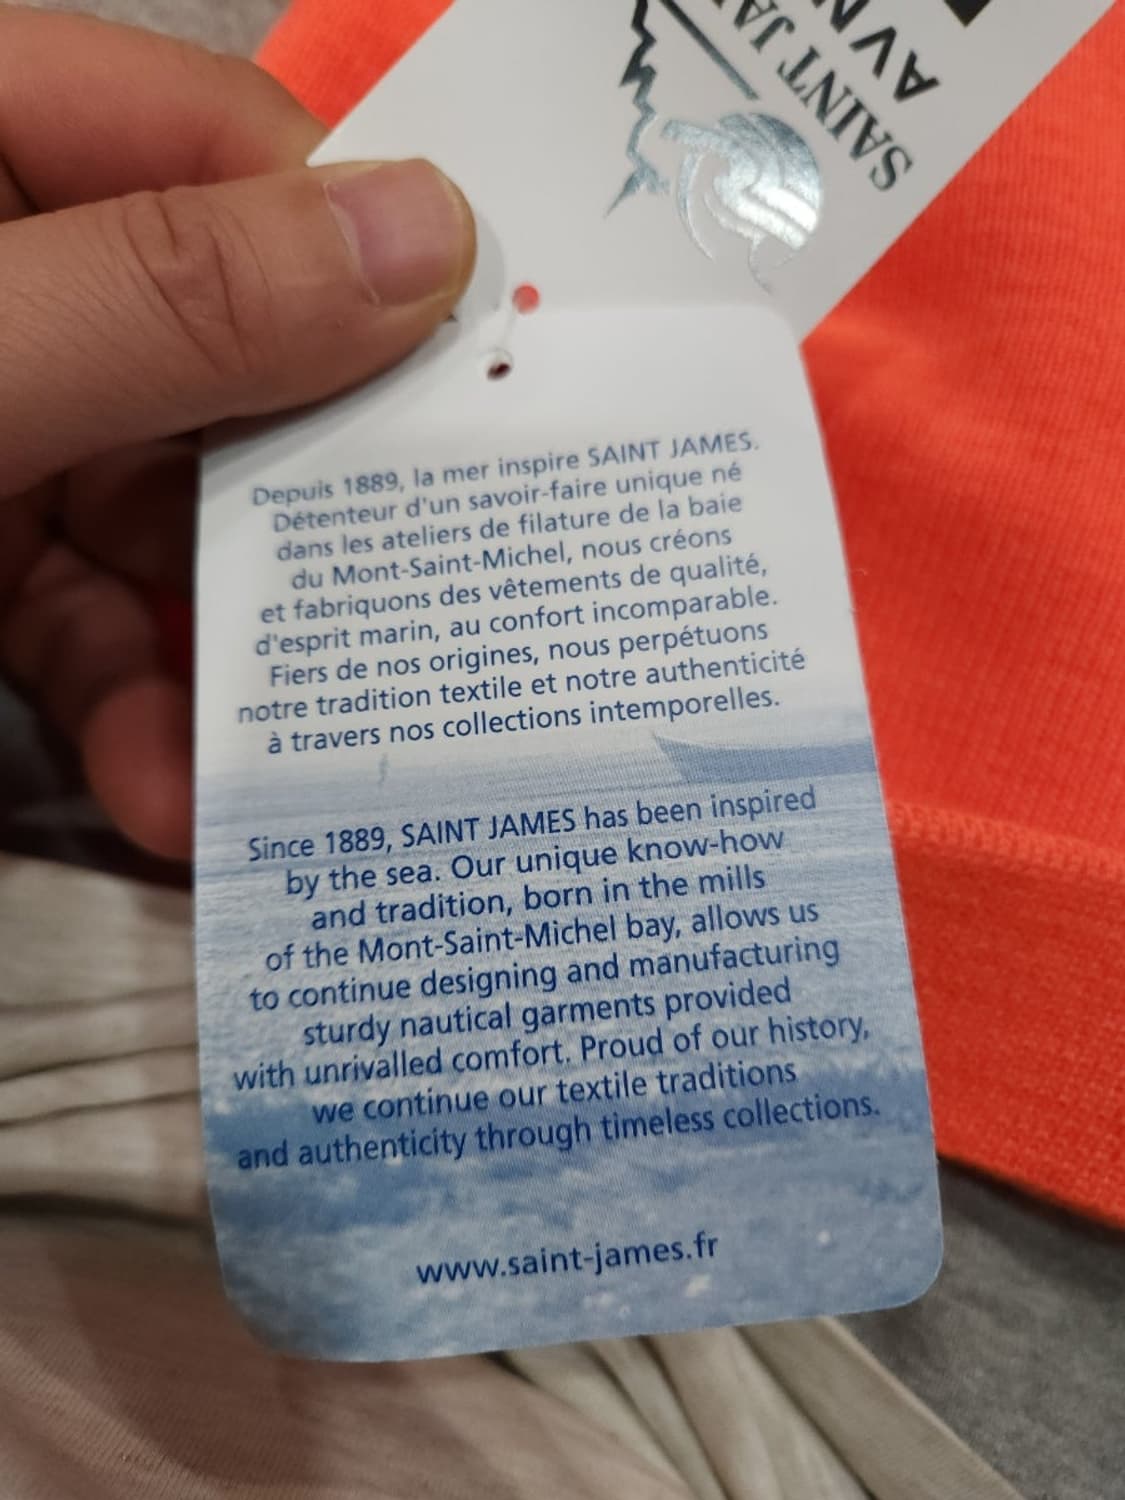 SAINT JA
AVN
Depuis 1889, la mer inspire SAINT JAMES.
Détenteur d'un savoir-faire unique né
dans les ateliers de filature de la baie
du Mont-Saint-Michel, nous créons
et fabriquons des vêtements de qualité,
d'esprit marin, au confort incomparable.
Fiers de nos origines, nous perpétuons
notre tradition textile et notre authenticité
à travers nos collections intemporelles.
Since 1889, SAINT JAMES has been inspired
by the sea. Our unique know-how
and tradition, born in the mills
of the Mont-Saint-Michel bay, allows us
to continue designing and manufacturing
sturdy nautical garments provided
with unrivalled comfort. Proud of our history,
we continue our textile traditions
and authenticity through timeless collections.
www.saint-james.fr